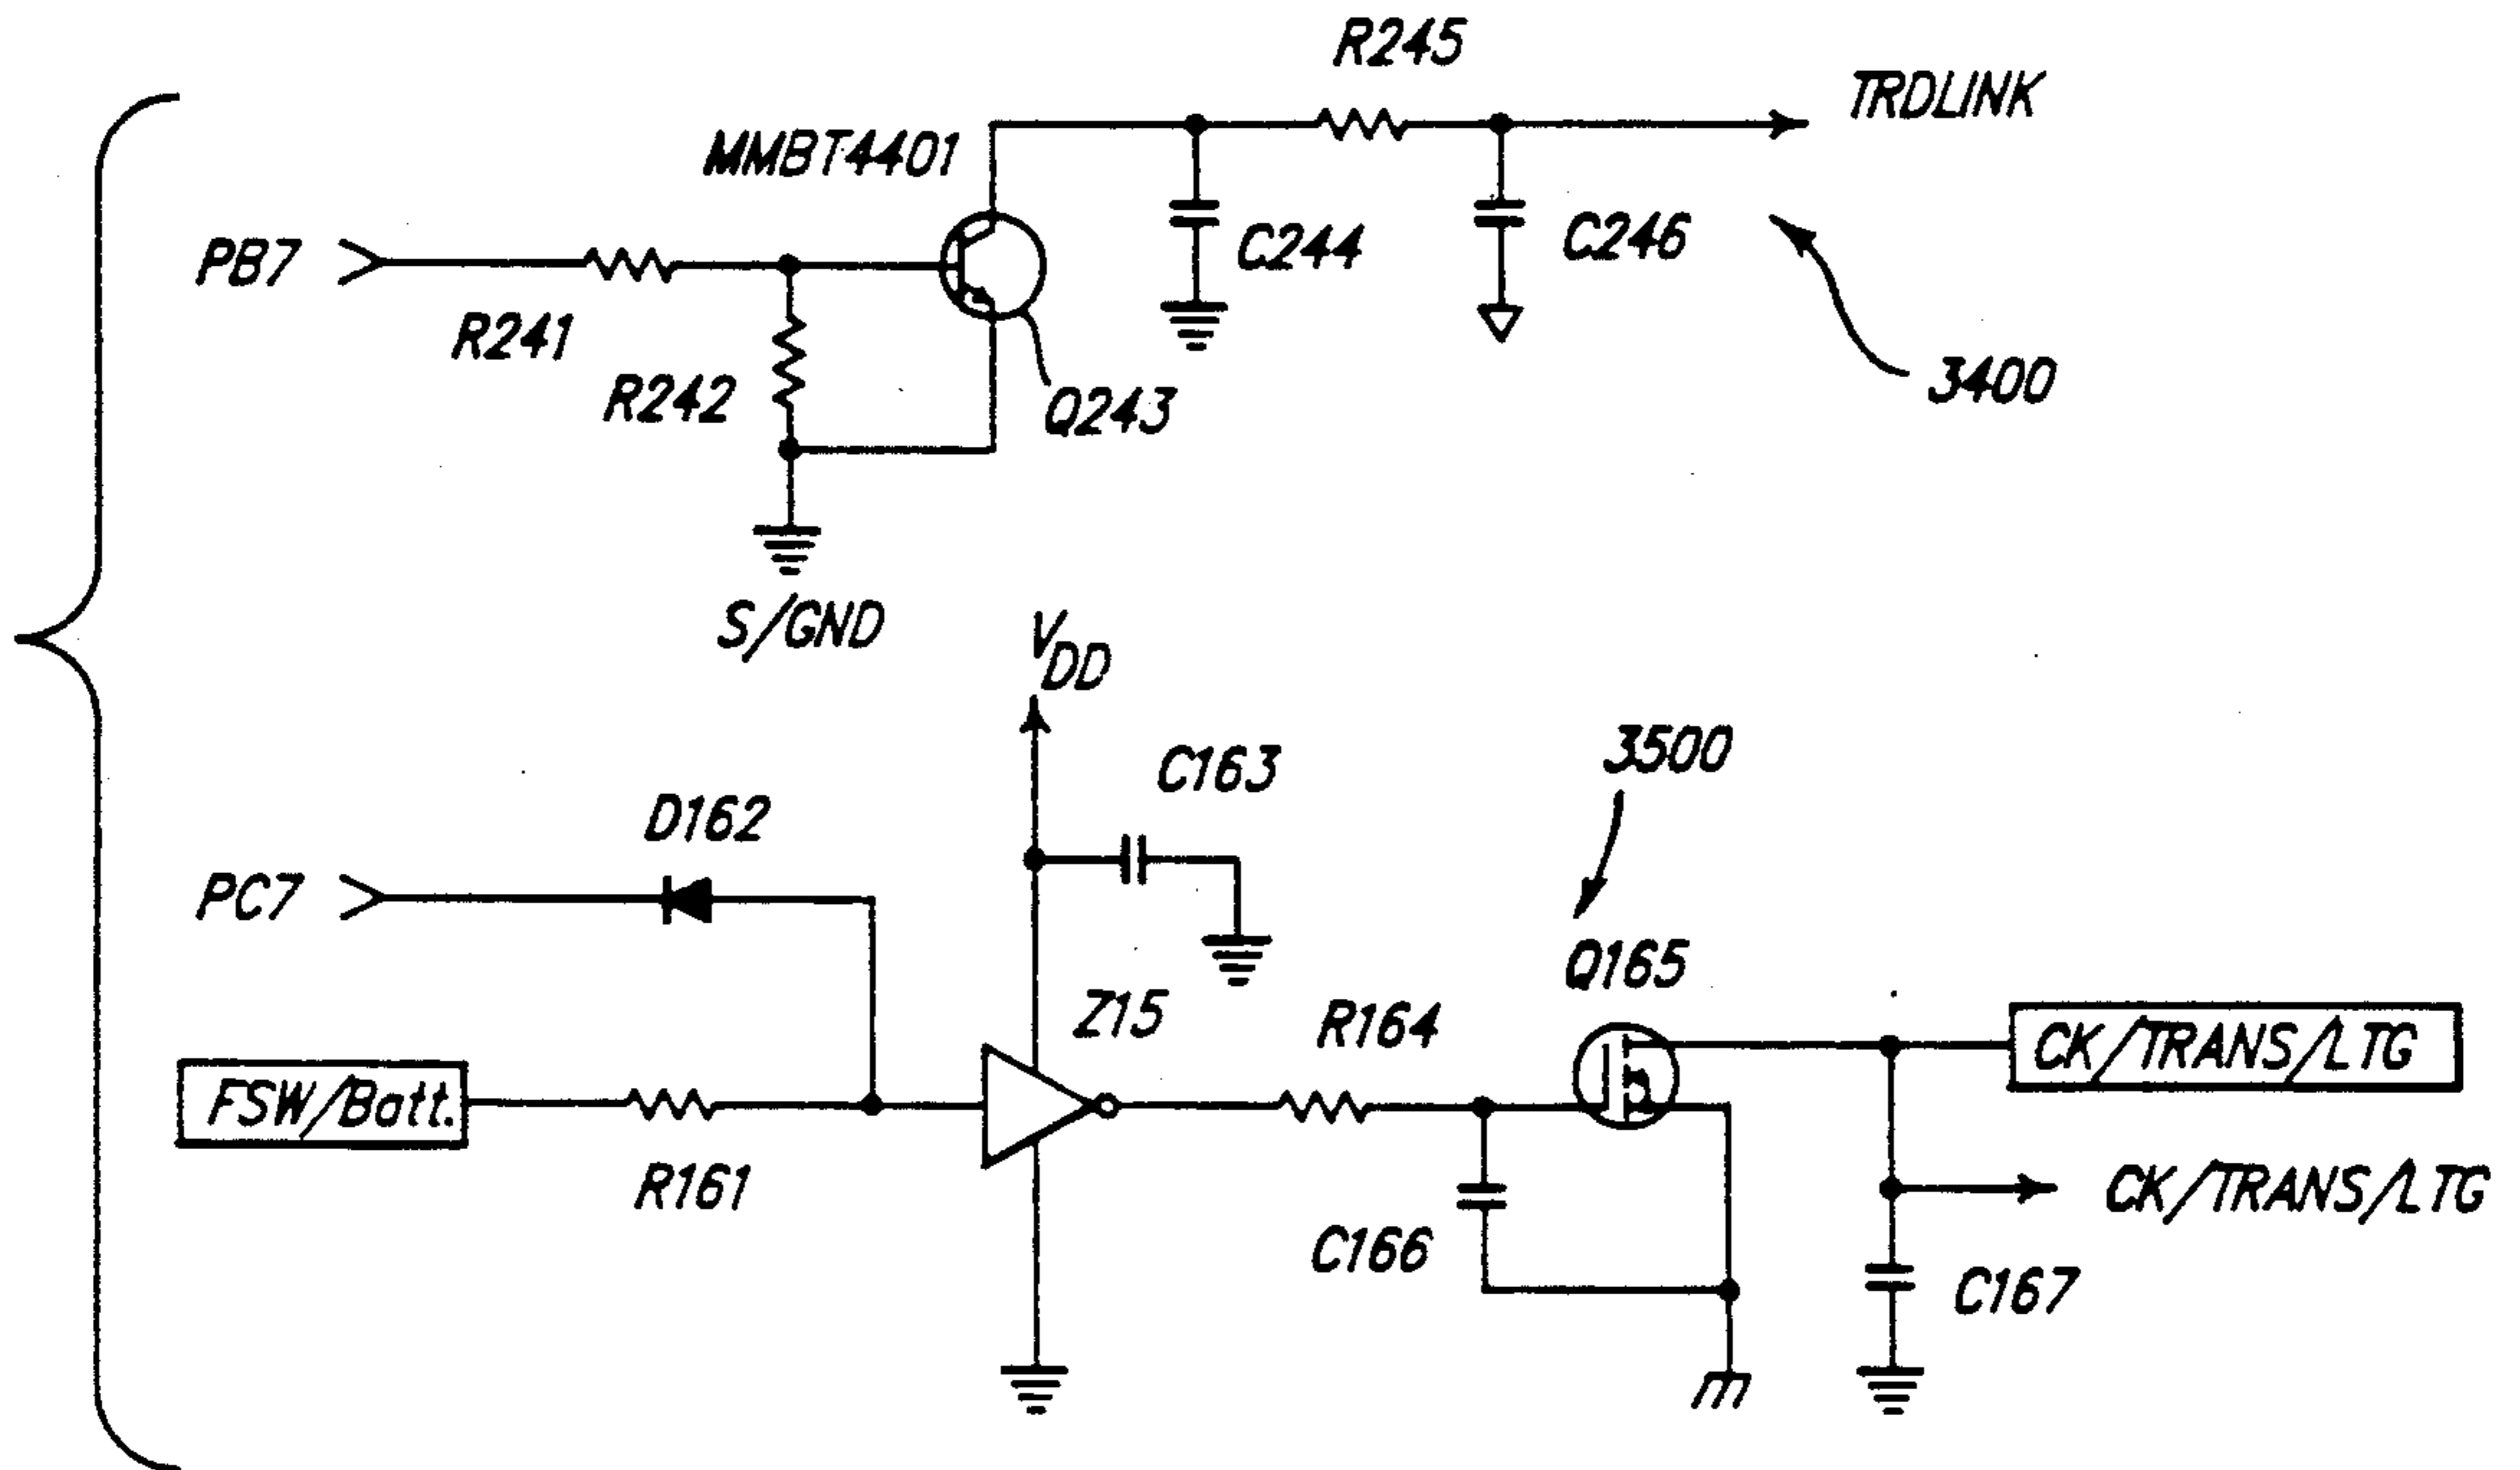 R245
TRDLINK
MMBT4401
PB7
C244
C246
R241
R242
Q243
3400
S/GND
VDD
C163
3500
D162
PC7
Q165
Z15
R164
CK/TRANS/LTG
FSW/Batt.
R161
CK/TRANS/LTG
C166
C167